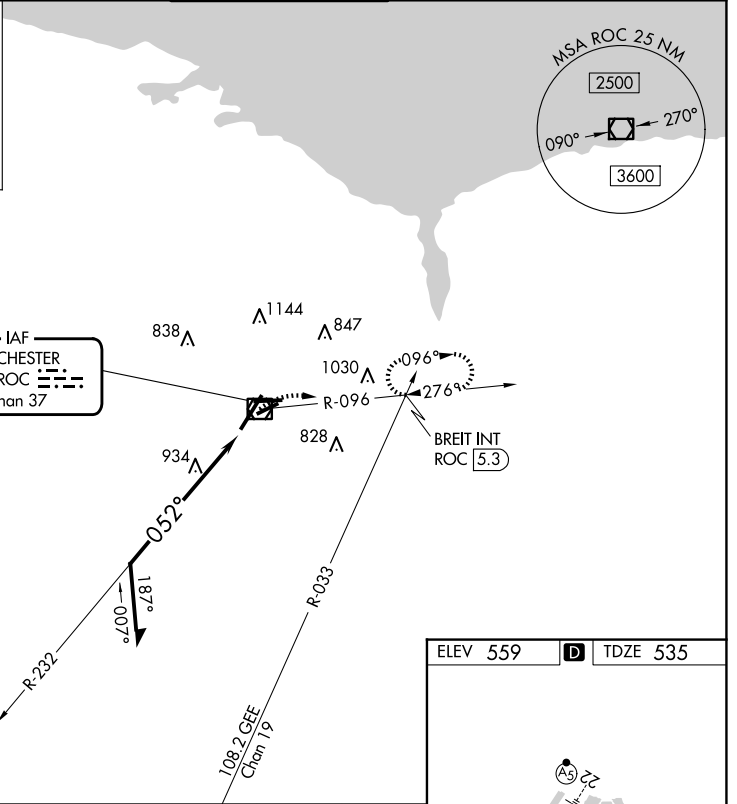 MSA ROC 25 NM
2500
090°
270°
3600
1144
838
847
IAF
CHESTER
ROC
han 37
1030
096°
276°
R-096
828
BREIT INT
ROC 5.3
934
052°
187°
007°
R-033
R-232
108.2 GEE
Chan 19
ELEV 559 D TDZE 535
A5 22